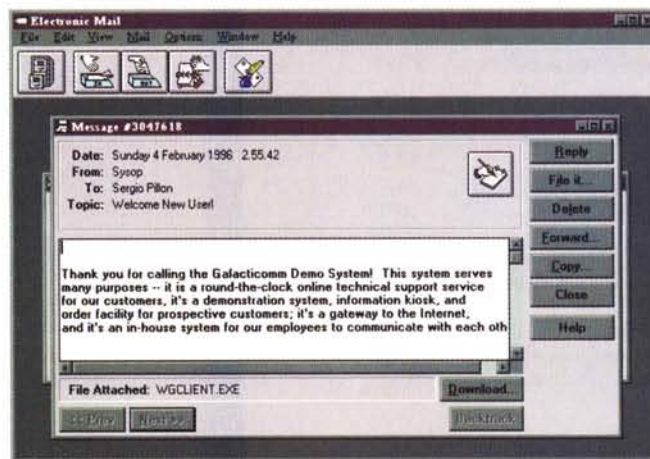 Electronic Mail
File Edit View Mail Options Window Help
Message #3047618
Date: Sunday 4 February 1996 2.55.42
From: Sysop
To: Sergio Pillon
Topic: Welcome New User!
Reply
File it...
Delete
Forward...
Copy...
Close
Help
Thank you for calling the Galacticomm Demo System! This system serves
many purposes -- it is a round-the-clock online technical support service
for our customers, it's a demonstration system, information kiosk, and
order facility for prospective customers; it's a gateway to the Internet,
and it's an in-house system for our employees to communicate with each oth
File Attached: WGCLIENT.EXE
Download...
<< Prev Next >> Backtrack